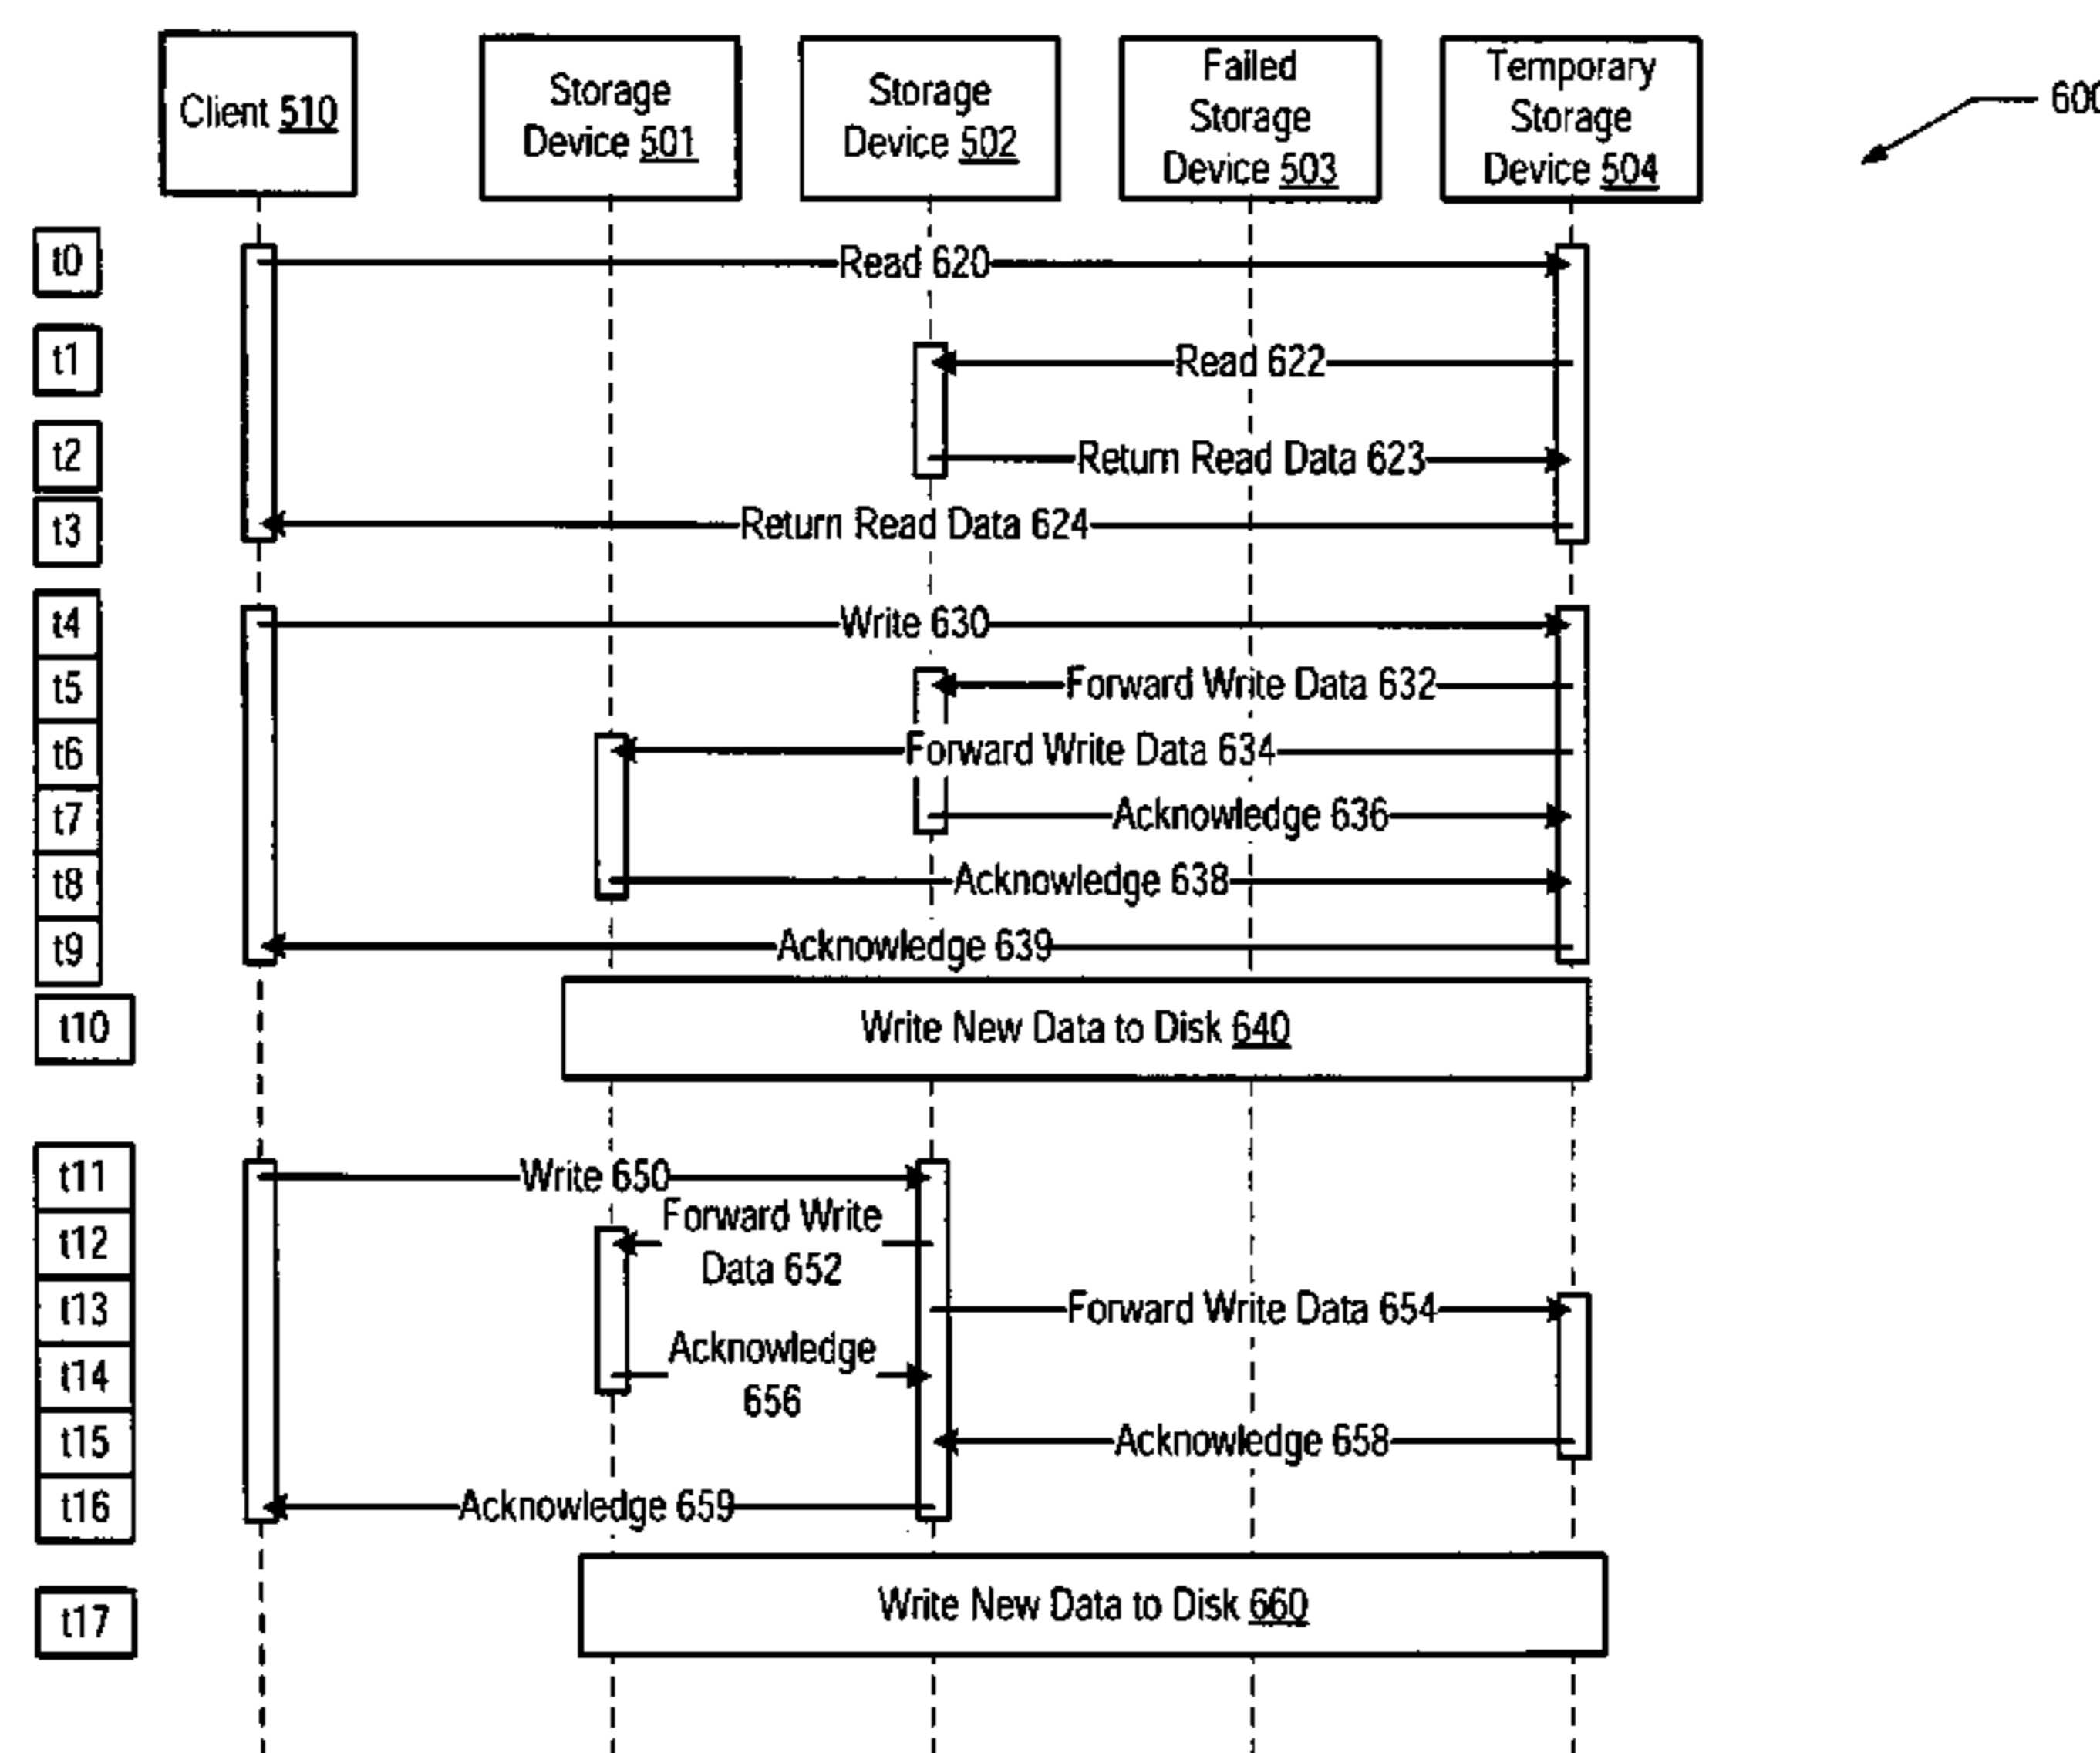 Client 510
Storage
Device 501
Storage
Device 502
Failed
Storage
Device 503
Temporary
Storage
Device 504
600
t0
Read 620
t1
Read 622
t2
Return Read Data 623
t3
Return Read Data 624
t4
Write 630
t5
Forward Write Data 632
t6
Forward Write Data 634
t7
Acknowledge 636
t8
Acknowledge 638
t9
Acknowledge 639
t10
Write New Data to Disk 640
t11
Write 650
t12
Forward Write
Data 652
t13
Forward Write Data 654
t14
Acknowledge
656
t15
Acknowledge 658
t16
Acknowledge 659
t17
Write New Data to Disk 660